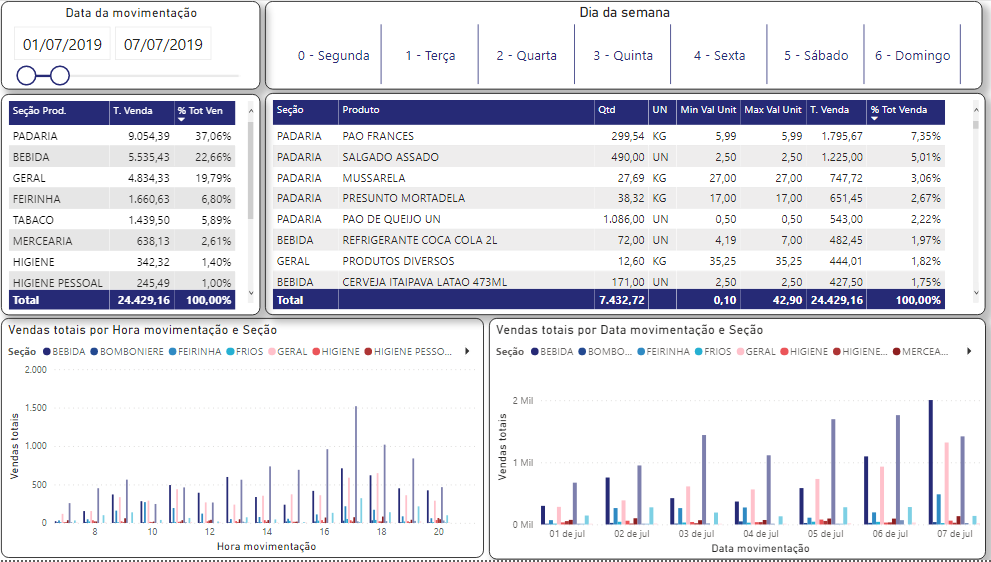 Data da movimentação
01/07/2019 07/07/2019
Dia da semana
0 - Segunda 1 - Terça 2 - Quarta 3 - Quinta 4 - Sexta 5 - Sábado 6 - Domingo
Seção Prod. T. Venda % Tot Ven
PADARIA 9.054,39 37,06%
BEBIDA 5.535,43 22,66%
GERAL 4.834,33 19,79%
FEIRINHA 1.660,63 6,80%
TABACO 1.439,50 5,89%
MERCEARIA 638,13 2,61%
HIGIENE 342,32 1,40%
HIGIENE PESSOAL 245,49 1,00%
Total 24.429,16 100,00%
Seção Produto Qtd UN Min Val Unit Max Val Unit T. Venda % Tot Venda
PADARIA PAO FRANCES 299,54 KG 5,99 5,99 1.795,67 7,35%
PADARIA SALGADO ASSADO 490,00 UN 2,50 2,50 1.225,00 5,01%
PADARIA MUSSARELA 27,69 KG 27,00 27,00 747,72 3,06%
PADARIA PRESUNTO MORTADELA 38,32 KG 17,00 17,00 651,45 2,67%
PADARIA PAO DE QUEIJO UN 1.086,00 UN 0,50 0,50 543,00 2,22%
BEBIDA REFRIGERANTE COCA COLA 2L 72,00 UN 4,19 7,00 482,45 1,97%
GERAL PRODUTOS DIVERSOS 12,60 KG 35,25 35,25 444,01 1,82%
BEBIDA CERVEJA ITAIPAVA LATAO 473ML 171,00 UN 2,50 2,50 427,50 1,75%
Total 7.432,72 0,10 42,90 24.429,16 100,00%
Vendas totais por Hora movimentação e Seção
Seção BEBIDA BOMBONIERE FEIRINHA FRIOS GERAL HIGIENE HIGIENE PESSO...
2.000
1.500
1.000
500
0
Vendas totais
8 10 12 14 16 18 20
Hora movimentação
Vendas totais por Data movimentação e Seção
Seção BEBIDA BOMBO... FEIRINHA FRIOS GERAL HIGIENE HIGIENE... MERCEA...
2 Mil
1 Mil
0 Mil
Vendas totais
01 de jul 02 de jul 03 de jul 04 de jul 05 de jul 06 de jul 07 de jul
Data movimentação